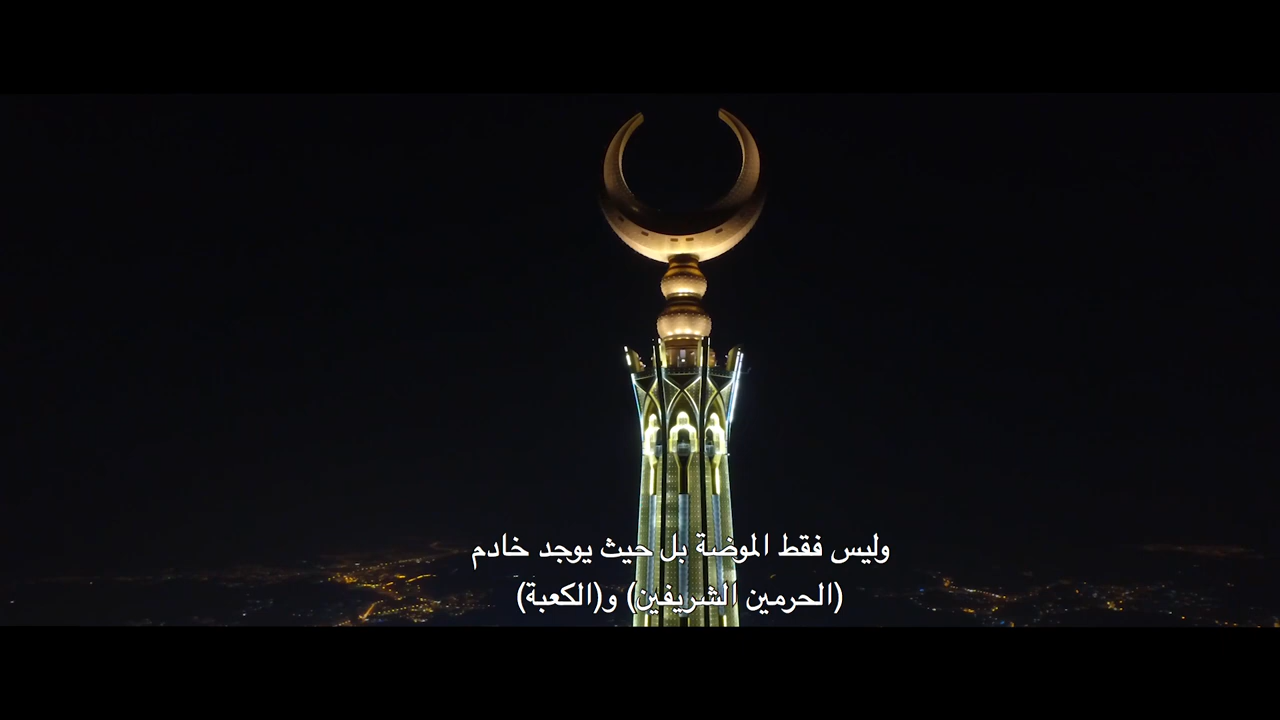 وليس فقط الموضة بل حيث يوجد خادم
(الحرمين الشريفين) و(الكعبة)